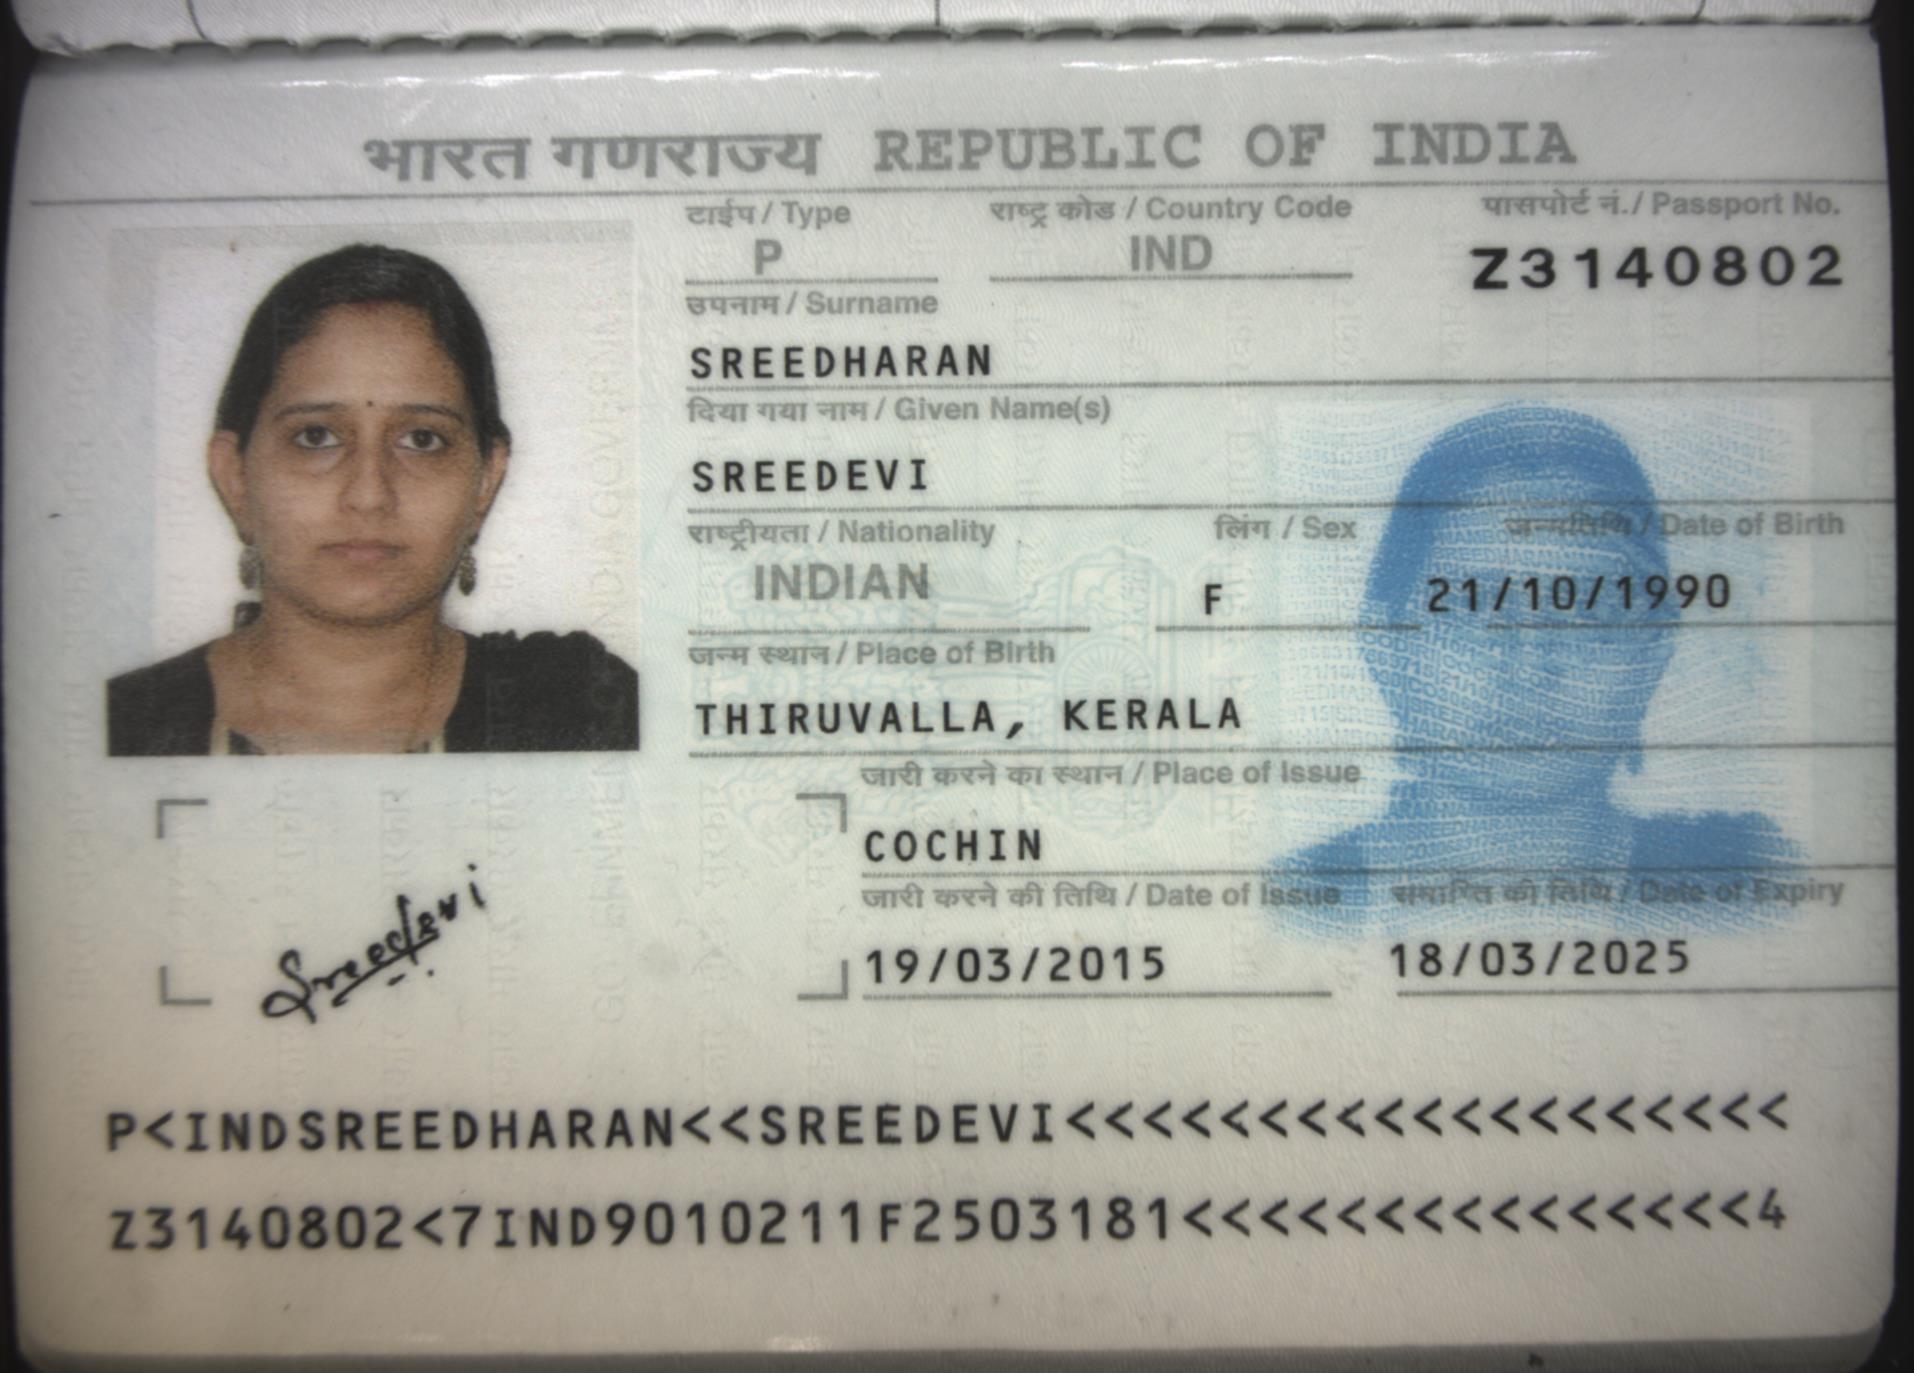 भारत गणराज्य REPUBLIC OF INDIA
टाईप / Type राष्ट्र कोड / Country Code पासपोर्ट नं./ Passport No.
P IND Z3140802
उपनाम / Surname
SREEDHARAN
दिया गया नाम / Given Name(s)
SREEDEVI
राष्ट्रीयता / Nationality लिंग / Sex जन्मतिथि / Date of Birth
INDIAN F 21/10/1990
जन्म स्थान / Place of Birth
THIRUVALLA, KERALA
जारी करने का स्थान / Place of Issue
COCHIN
जारी करने की तिथि / Date of Issue समाप्ति की तिथि / Date of Expiry
19/03/2015 18/03/2025
Sreedevi
P<INDSREEDHARAN<<SREEDEVI<<<<<<<<<<<<<<<<<<<
Z3140802<7IND9010211F2503181<<<<<<<<<<<<<<<4